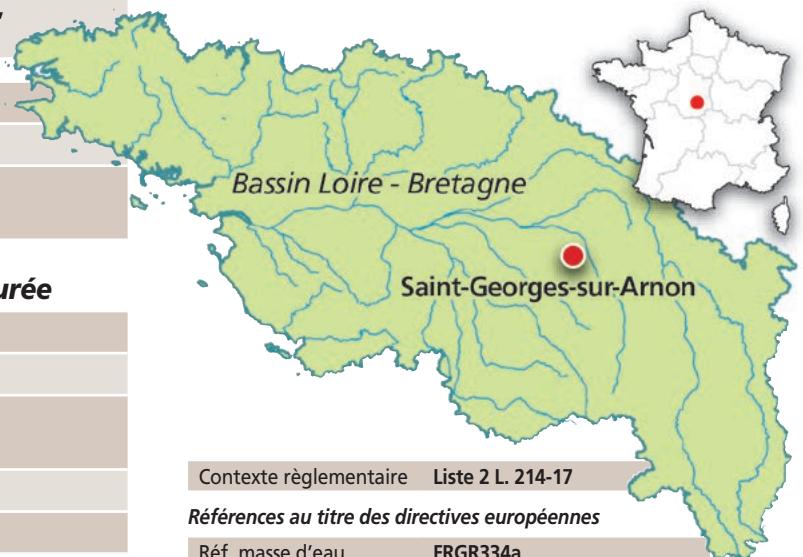 Bassin Loire - Bretagne
Saint-Georges-sur-Arnon
urée
Contexte règlementaire Liste 2 L. 214-17
Références au titre des directives européennes
Réf. masse d'eau FRGR334a